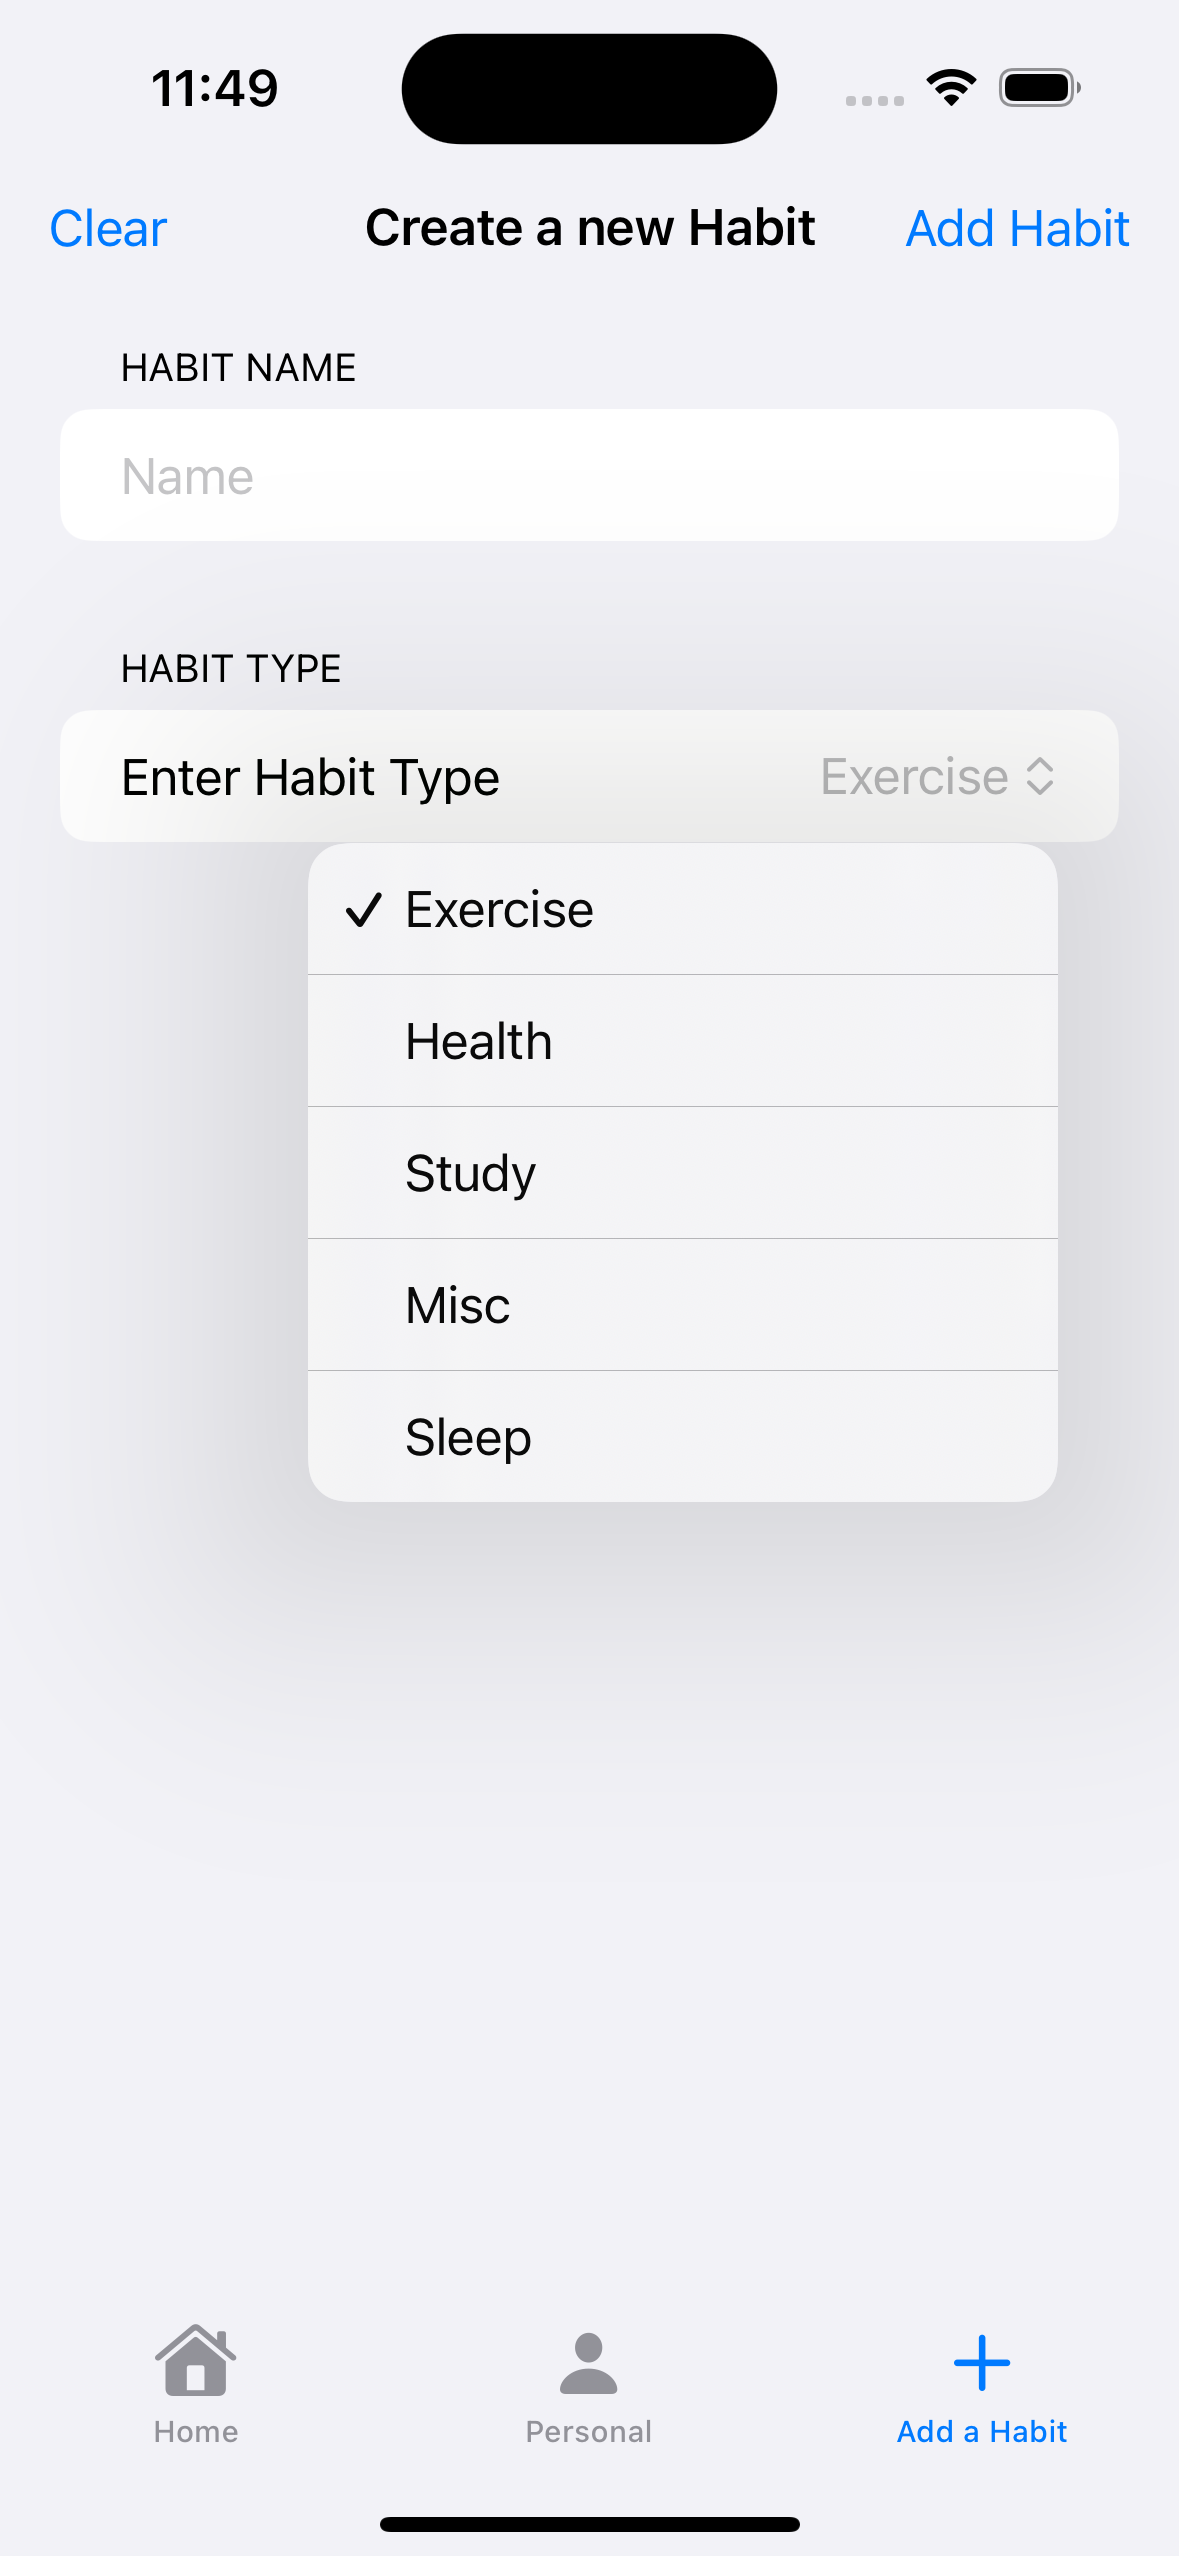 11:49
Clear
Create a new Habit
Add Habit
HABIT NAME
Name
HABIT TYPE
Enter Habit Type
Exercise
Exercise
Health
Study
Misc
Sleep
Home
Personal
Add a Habit